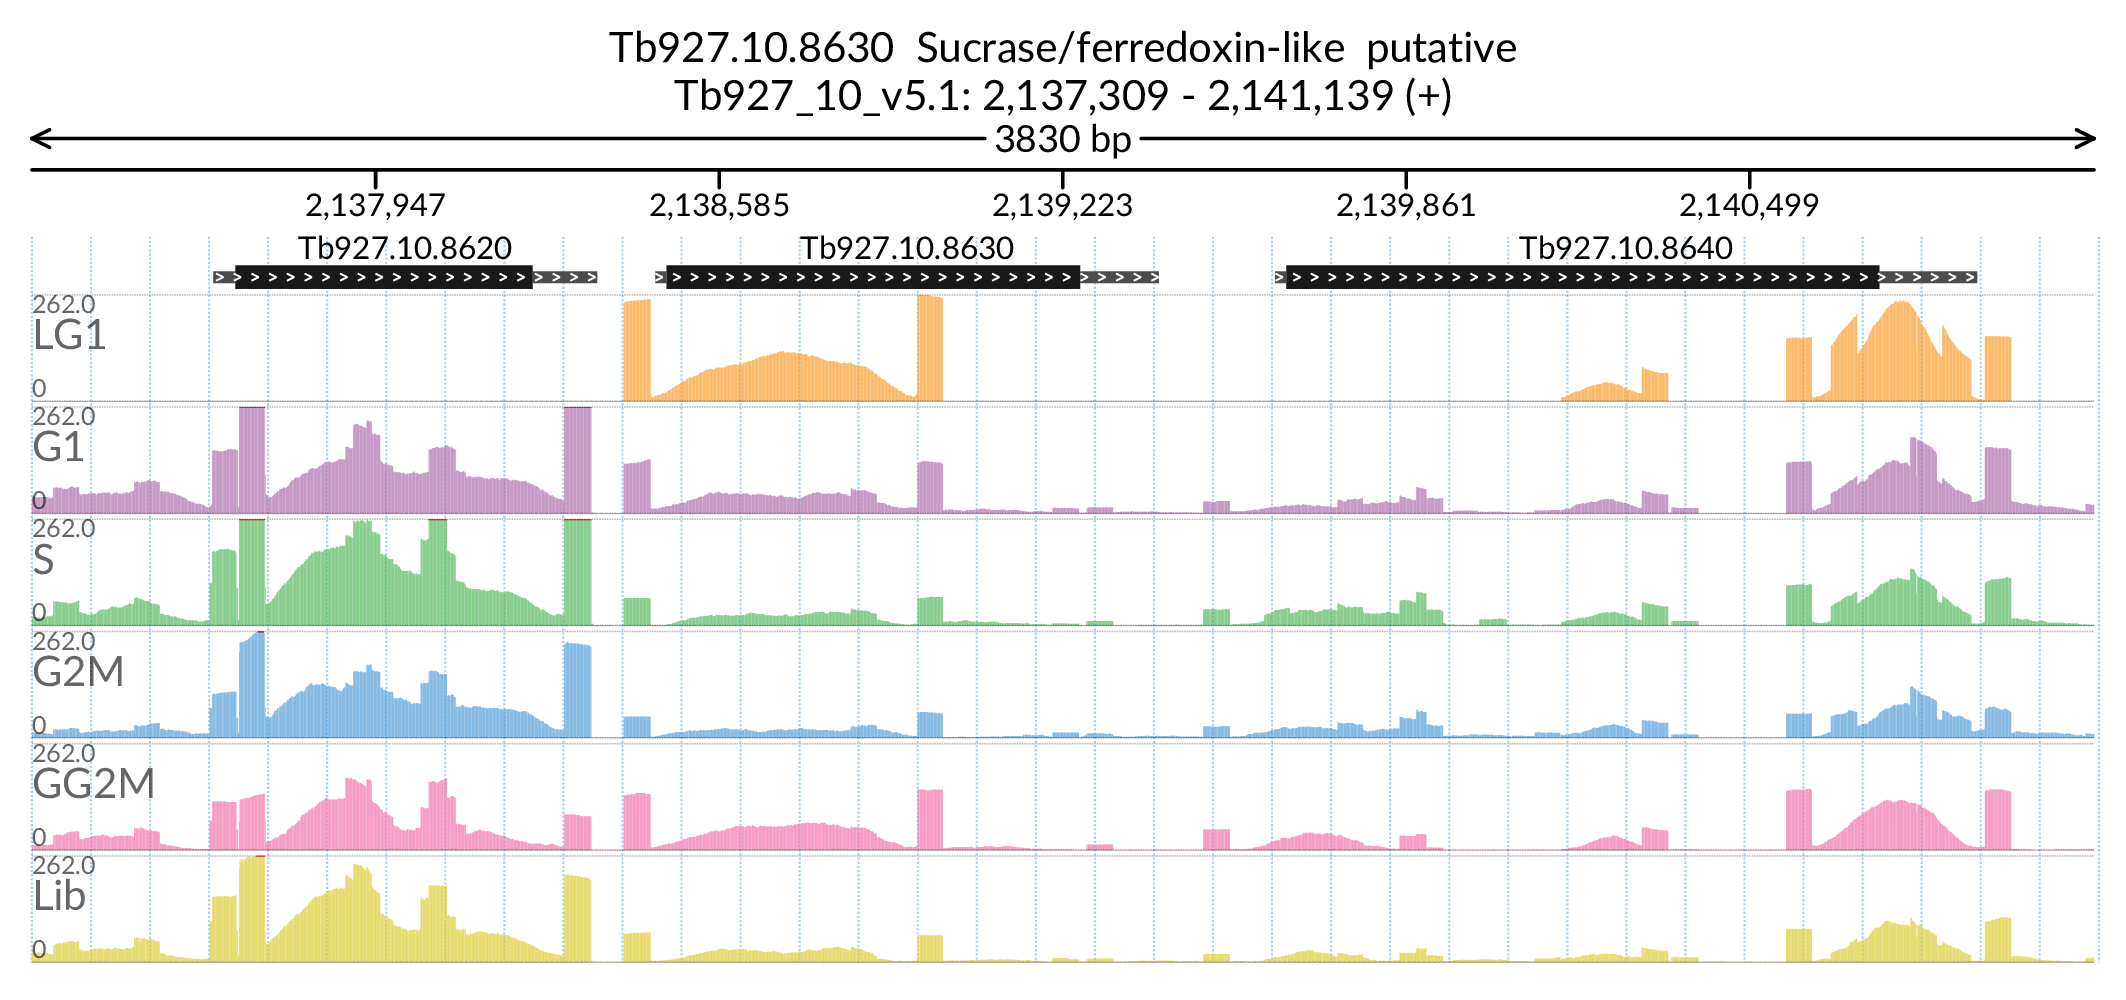 Tb927.10.8630 Sucrase/ferredoxin-like putative
Tb927_10_v5.1: 2,137,309 - 2,141,139 (+)
3830 bp
2,137,947 2,138,585 2,139,223 2,139,861 2,140,499
Tb927.10.8620 Tb927.10.8630 Tb927.10.8640
262.0
LG1
0
262.0
G1
0
262.0
S
0
262.0
G2M
0
262.0
GG2M
0
262.0
Lib
0